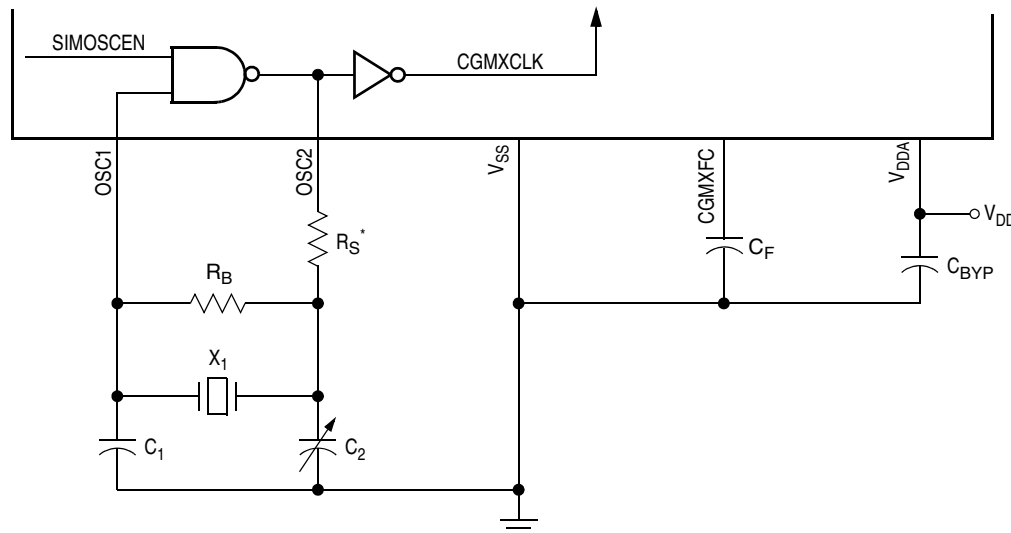 SIMOSCEN
CGMXCLK
OSC1
OSC2
VSS
CGMXFC
VDDA
RS*
CF
VDD
CBYP
RB
X1
C1
C2